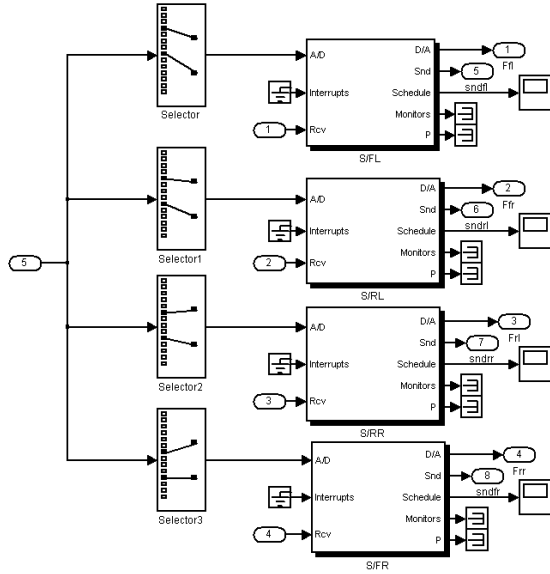 Selector
A/D
Interrupts
1
Rcv
D/A
Snd
Schedule
Monitors
P
S/FL
1
Ffl
5
sndfl
Selector1
A/D
Interrupts
2
Rcv
D/A
Snd
Schedule
Monitors
P
S/RL
2
Ffr
6
sndrl
5
Selector2
A/D
Interrupts
3
Rcv
D/A
Snd
Schedule
Monitors
P
S/RR
3
Frl
7
sndrr
Selector3
A/D
Interrupts
4
Rcv
D/A
Snd
Schedule
Monitors
P
S/FR
4
Frr
8
sndfr